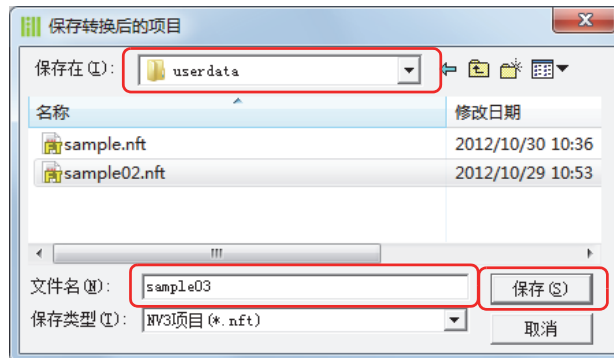 保存转换后的项目
保存在(I): userdata
名称 修改日期
sample.nft 2012/10/30 10:36
sample02.nft 2012/10/29 10:53
文件名(N): sample03 保存(S)
保存类型(T): NV3项目(*.nft) 取消